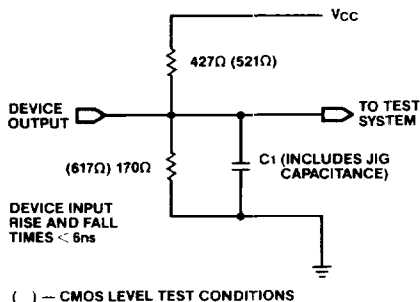 VCC
427Ω (521Ω)
DEVICE
OUTPUT
TO TEST
SYSTEM
(617Ω) 170Ω
C1 (INCLUDES JIG
CAPACITANCE)
DEVICE INPUT
RISE AND FALL
TIMES < 6ns
( ) — CMOS LEVEL TEST CONDITIONS